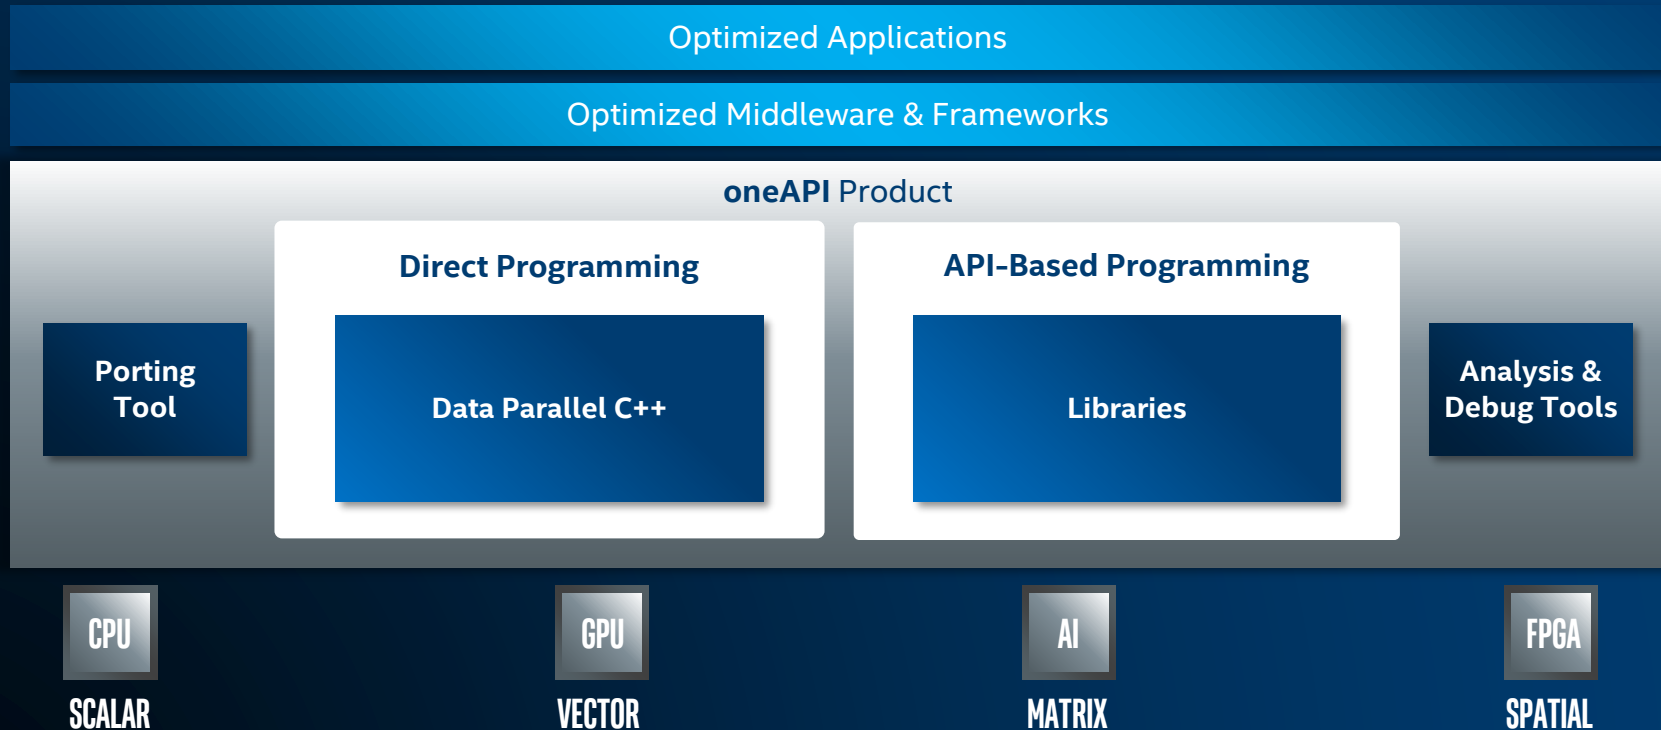 Optimized Applications
Optimized Middleware & Frameworks
oneAPI Product
Direct Programming
API-Based Programming
Porting
Tool
Data Parallel C++
Libraries
Analysis &
Debug Tools
CPU
GPU
AI
FPGA
SCALAR
VECTOR
MATRIX
SPATIAL